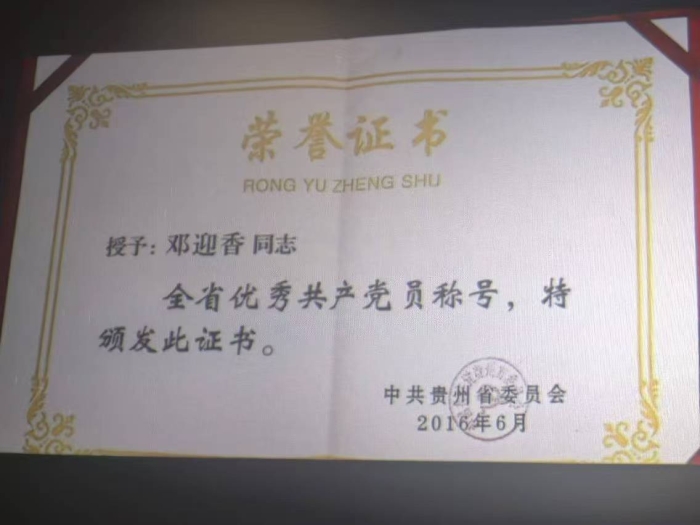 荣誉证书
RONG YU ZHENG SHU
授予：邓迎香同志
全省优秀共产党员称号，特
颁发此证书。
中共贵州省委员会
2016年6月